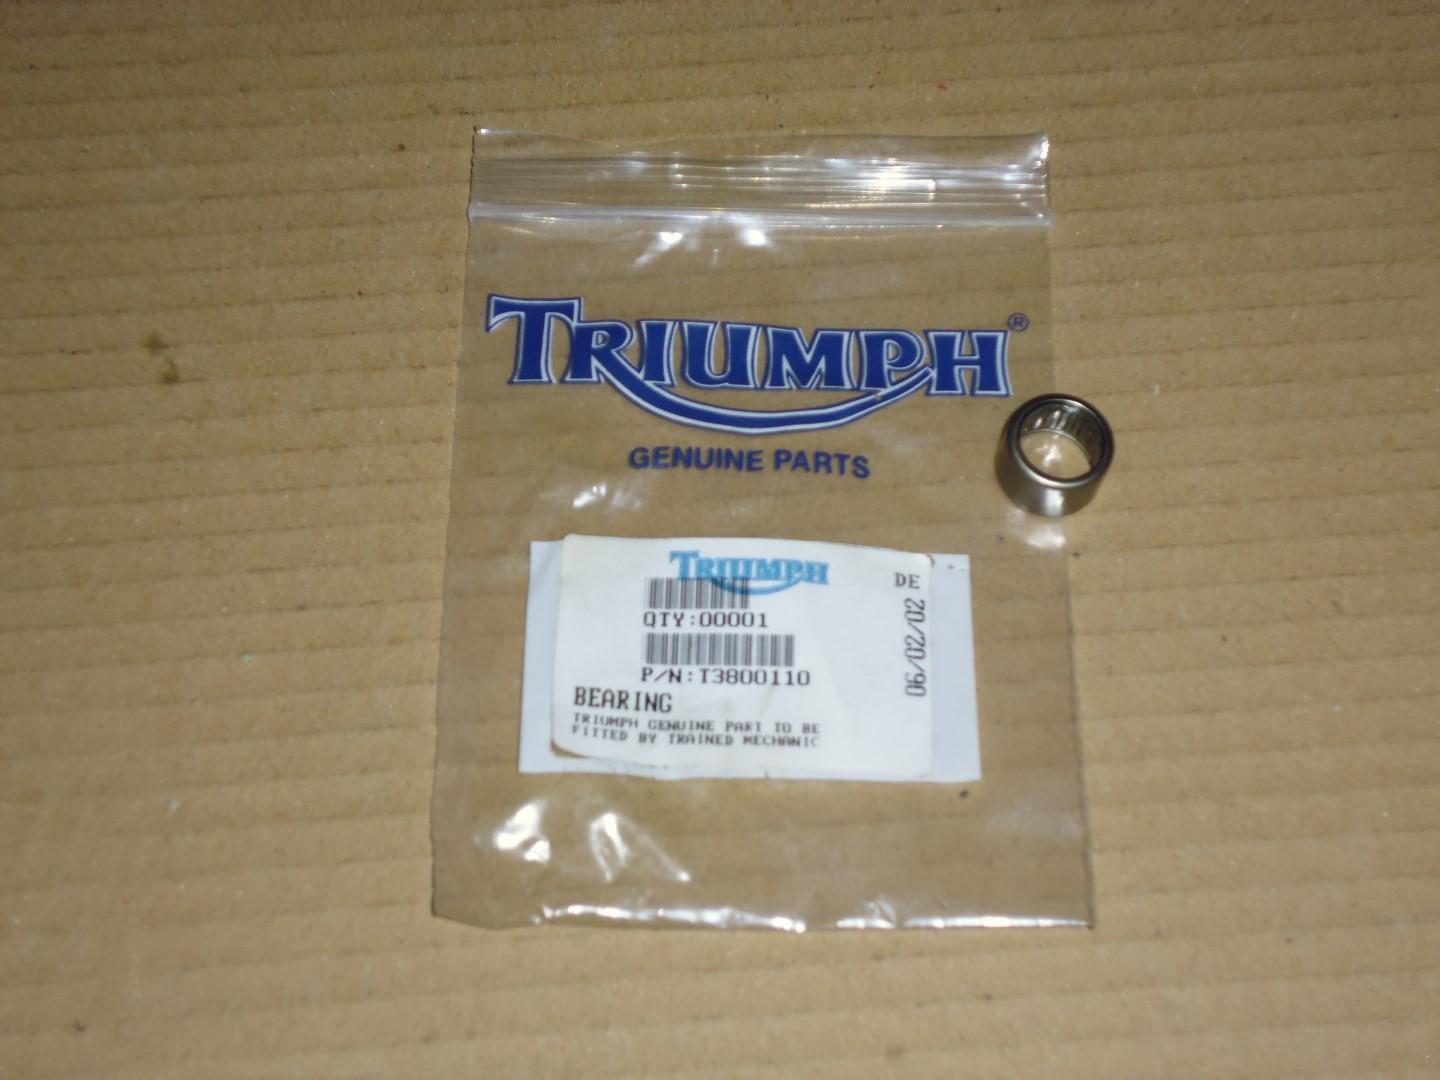 TRIUMPH®
GENUINE PARTS
TRIUMPH
DE
QTY:00001
06/02/02
P/N:T3800110
BEARING
TRIUMPH GENUINE PART TO BE
FITTED BY TRAINED MECHANIC